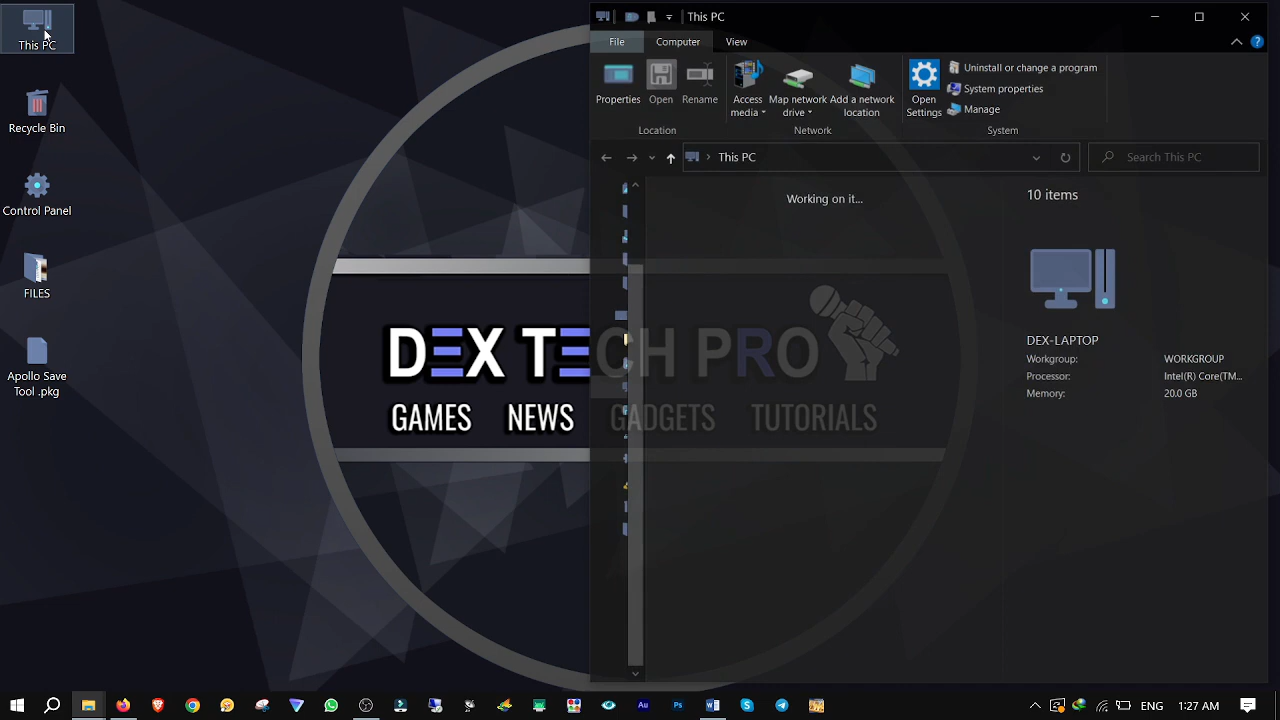 This PC
Recycle Bin
Control Panel
FILES
Apollo Save
Tool .pkg
DEX TECH PRO
GAMES NEWS GADGETS TUTORIALS
This PC
File Computer View
Properties
Open
Rename
Access
media
Map network
drive
Add a network
location
Open
Settings
Uninstall or change a program
System properties
Manage
Location
Network
System
This PC
Search This PC
Working on it...
10 items
DEX-LAPTOP
Workgroup: WORKGROUP
Processor: Intel(R) Core(TM...
Memory: 20.0 GB
Au
Ps
ENG
1:27 AM